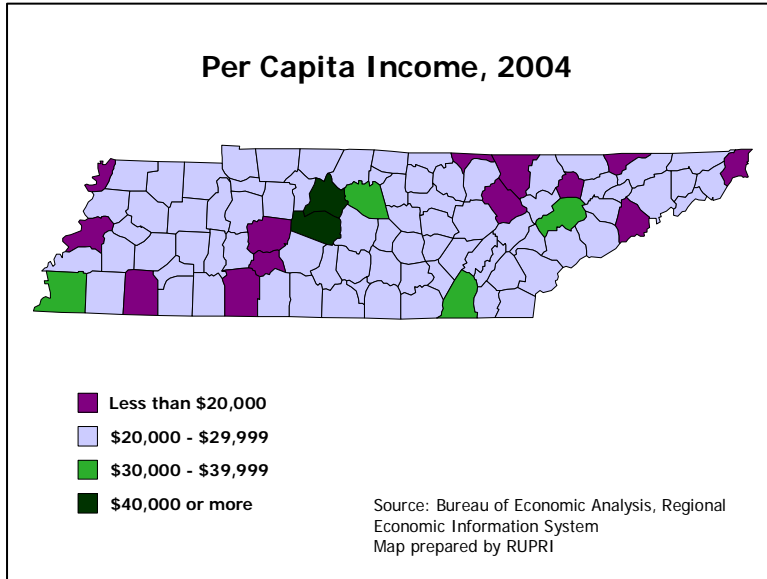 Per Capita Income, 2004
Less than $20,000
$20,000 - $29,999
$30,000 - $39,999
$40,000 or more
Source: Bureau of Economic Analysis, Regional
Economic Information System
Map prepared by RUPRI